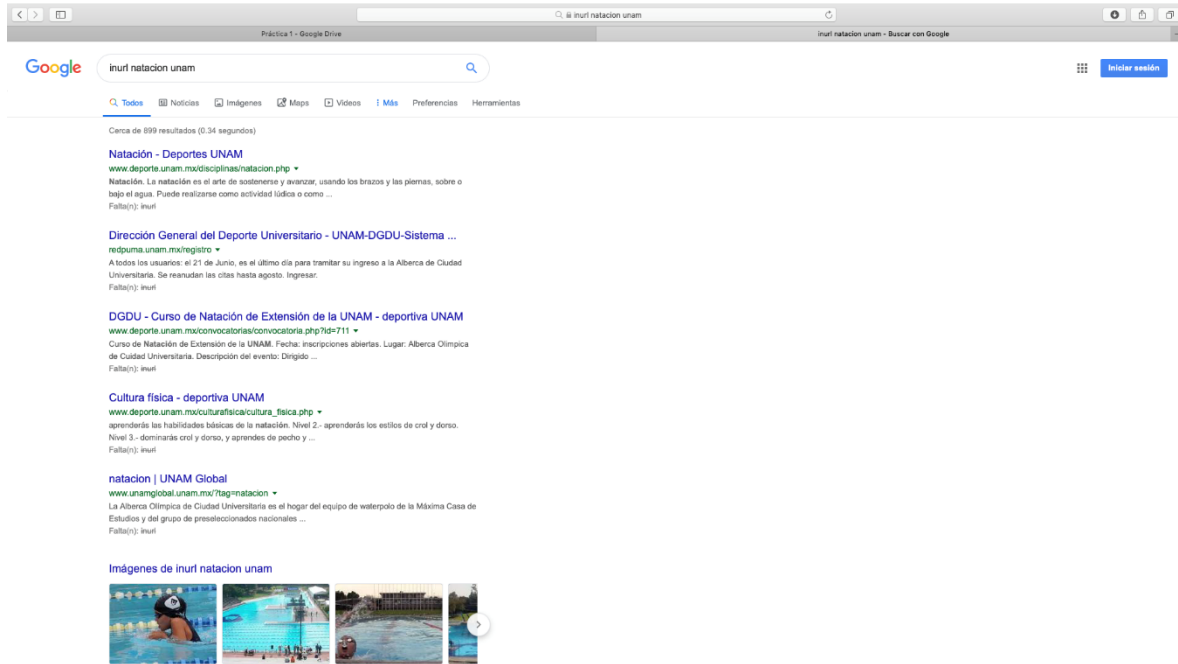 inurl natacion unam
Práctica 1 - Google Drive
inurl natacion unam - Buscar con Google
Google
inurl natacion unam
Iniciar sesión
Todos Noticias Imágenes Maps Videos Más Preferencias Herramientas
Cerca de 899 resultados (0.34 segundos)
Natación - Deportes UNAM
www.deporte.unam.mx/disciplinas/natacion.php
Natación. La natación es el arte de sostenerse y avanzar, usando los brazos y las piernas, sobre o
bajo el agua. Puede realizarse como actividad lúdica o como ...
Falta(n): inurl
Dirección General del Deporte Universitario - UNAM-DGDU-Sistema ...
redpuma.unam.mx/registro
A todos los usuarios: el 21 de Junio, es el último día para tramitar su ingreso a la Alberca de Ciudad
Universitaria. Se reanudan las citas hasta agosto. Ingresar.
Falta(n): inurl
DGDU - Curso de Natación de Extensión de la UNAM - deportiva UNAM
www.deporte.unam.mx/convocatorias/convocatoria.php?id=711
Curso de Natación de Extensión de la UNAM. Fecha: inscripciones abiertas. Lugar: Alberca Olímpica
de Cuidad Universitaria. Descripción del evento: Dirigido ...
Falta(n): inurl
Cultura física - deportiva UNAM
www.deporte.unam.mx/culturafisica/cultura_fisica.php
aprenderás las habilidades básicas de la natación. Nivel 2.- aprenderás los estilos de crol y dorso.
Nivel 3.- dominarás crol y dorso, y aprendes de pecho y ...
Falta(n): inurl
natacion | UNAM Global
www.unamglobal.unam.mx/?tag=natacion
La Alberca Olímpica de Ciudad Universitaria es el hogar del equipo de waterpolo de la Máxima Casa de
Estudios y del grupo de preseleccionados nacionales ...
Falta(n): inurl
Imágenes de inurl natacion unam